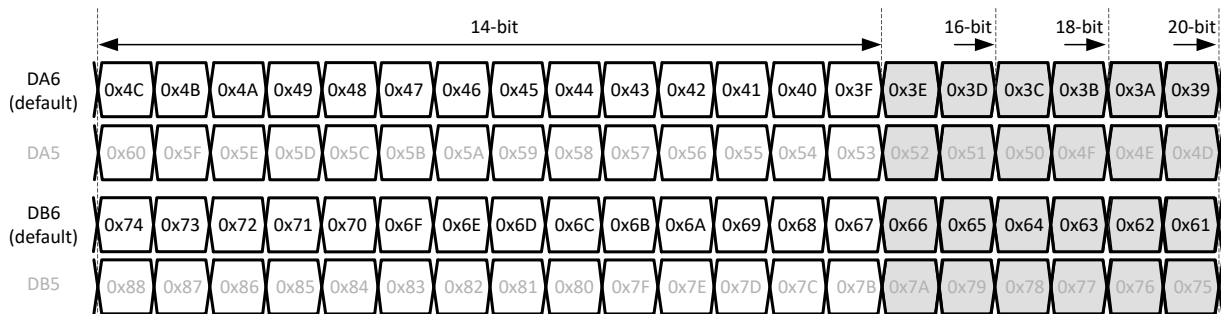 14-bit 16-bit 18-bit 20-bit
DA6 (default) 0x4C 0x4B 0x4A 0x49 0x48 0x47 0x46 0x45 0x44 0x43 0x42 0x41 0x40 0x3F 0x3E 0x3D 0x3C 0x3B 0x3A 0x39
DA5 0x60 0x5F 0x5E 0x5D 0x5C 0x5B 0x5A 0x59 0x58 0x57 0x56 0x55 0x54 0x53 0x52 0x51 0x50 0x4F 0x4E 0x4D
DB6 (default) 0x74 0x73 0x72 0x71 0x70 0x6F 0x6E 0x6D 0x6C 0x6B 0x6A 0x69 0x68 0x67 0x66 0x65 0x64 0x63 0x62 0x61
DB5 0x88 0x87 0x86 0x85 0x84 0x83 0x82 0x81 0x80 0x7F 0x7E 0x7D 0x7C 0x7B 0x7A 0x79 0x78 0x77 0x76 0x75